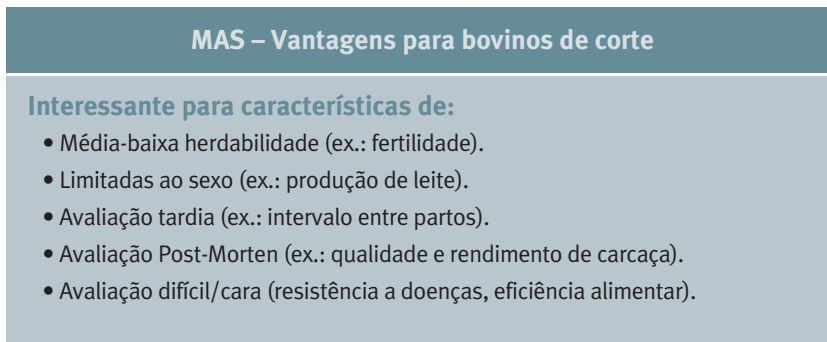 MAS – Vantagens para bovinos de corte
Interessante para características de:
• Média-baixa herdabilidade (ex.: fertilidade).
• Limitadas ao sexo (ex.: produção de leite).
• Avaliação tardia (ex.: intervalo entre partos).
• Avaliação Post-Morten (ex.: qualidade e rendimento de carcaça).
• Avaliação difícil/cara (resistência a doenças, eficiência alimentar).